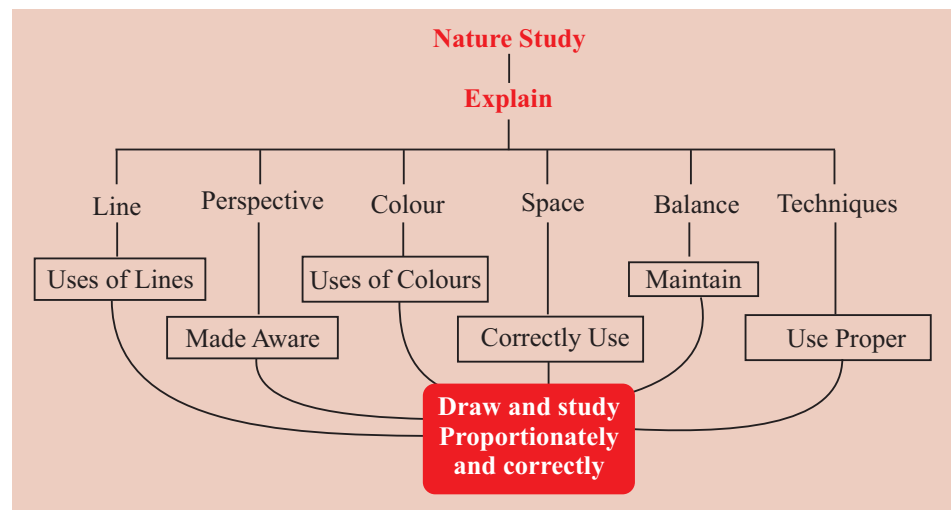 Nature Study
Explain
Line
Perspective
Colour
Space
Balance
Techniques
Uses of Lines
Made Aware
Uses of Colours
Correctly Use
Maintain
Use Proper
Draw and study
Proportionately
and correctly